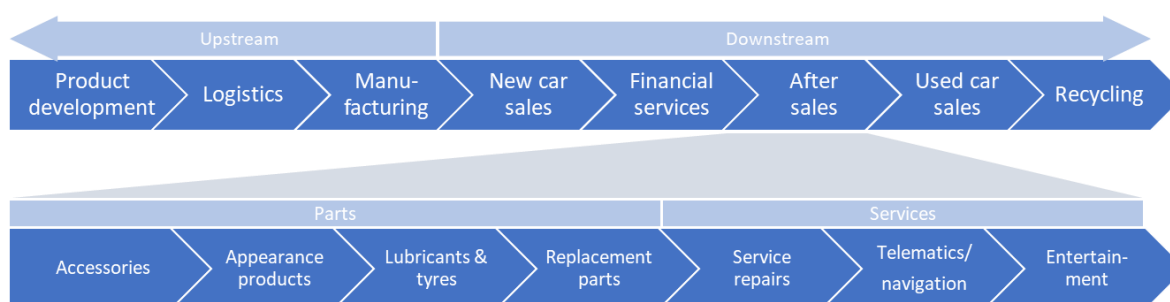 Upstream
Downstream
Product
development
Logistics
Manu-
facturing
New car
sales
Financial
services
After
sales
Used car
sales
Recycling
Parts
Services
Accessories
Appearance
products
Lubricants &
tyres
Replacement
parts
Service
repairs
Telematics/
navigation
Entertain-
ment